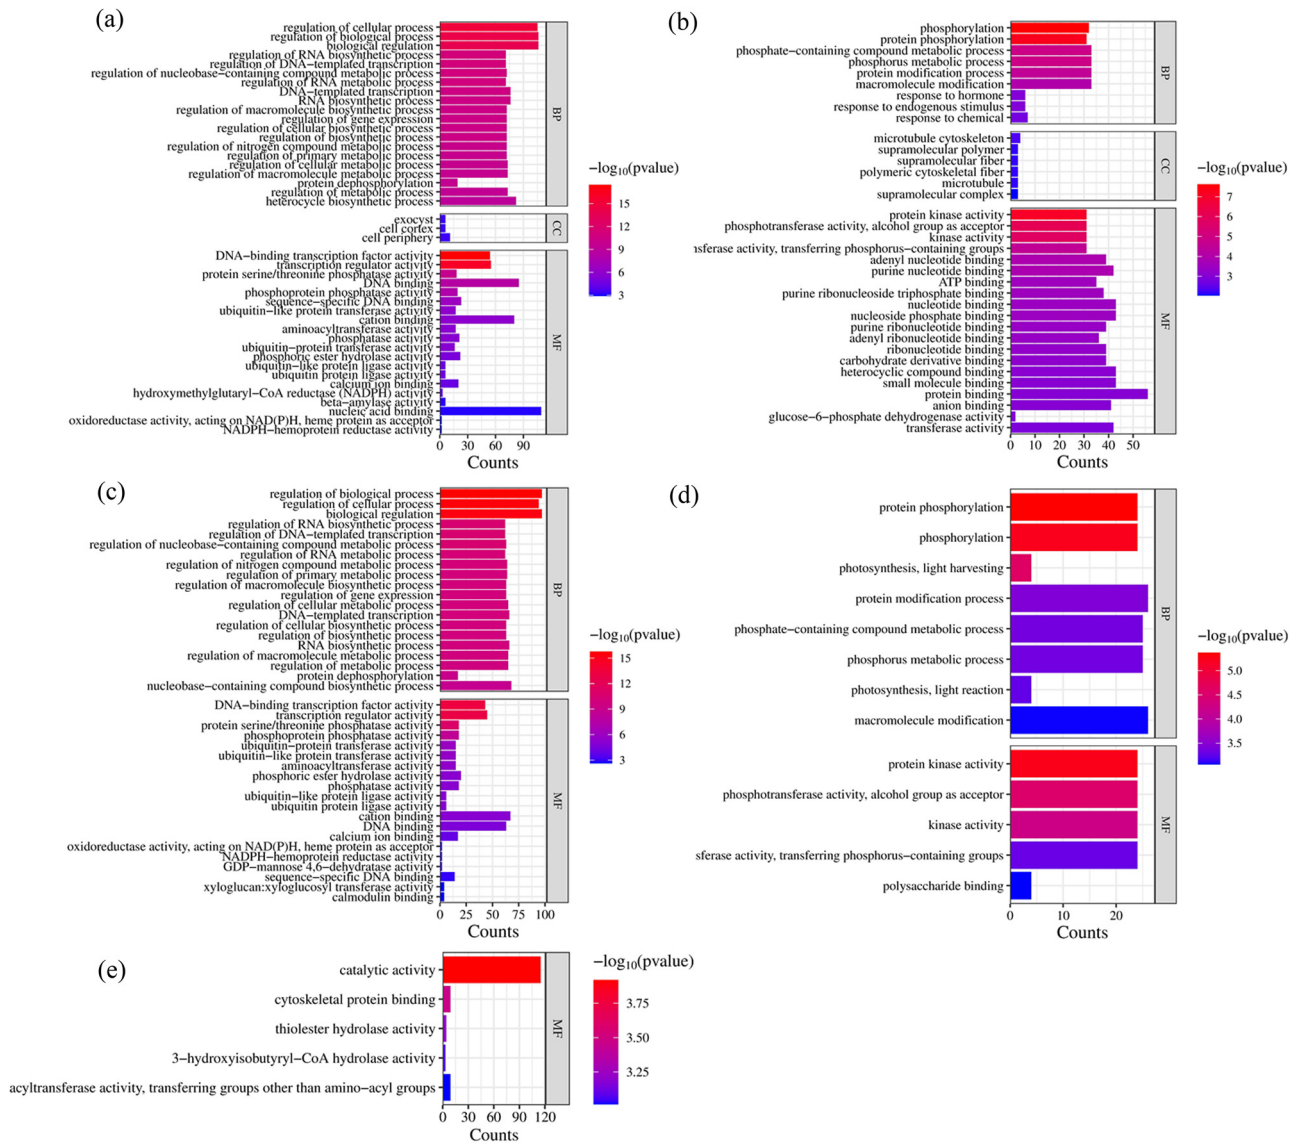 (a)
regulation of cellular process
regulation of biological process
biological regulation
regulation of RNA biosynthetic process
regulation of DNA-templated transcription
regulation of nucleobase-containing compound metabolic process
regulation of RNA metabolic process
DNA-templated transcription
RNA biosynthetic process
regulation of macromolecule biosynthetic process
regulation of gene expression
regulation of cellular biosynthetic process
regulation of biosynthetic process
regulation of nitrogen compound metabolic process
regulation of primary metabolic process
regulation of cellular metabolic process
regulation of macromolecule metabolic process
protein dephosphorylation
regulation of metabolic process
heterocycle biosynthetic process
BP
exocyst
cell cortex
cell periphery
CC
DNA-binding transcription factor activity
transcription regulator activity
protein serine/threonine phosphatase activity
DNA binding
phosphoprotein phosphatase activity
sequence-specific DNA binding
ubiquitin-like protein transferase activity
cation binding
aminoacyltransferase activity
phosphatase activity
ubiquitin-protein transferase activity
phosphoric ester hydrolase activity
ubiquitin-like protein ligase activity
ubiquitin protein ligase activity
calcium ion binding
hydroxymethylglutaryl-CoA reductase (NADPH) activity
beta-amylase activity
nucleic acid binding
oxidoreductase activity, acting on NAD(P)H, heme protein as acceptor
NADPH-hemoprotein reductase activity
MF
0 30 60 90
Counts
-log10(pvalue)
15
12
9
6
3
(b)
phosphorylation
protein phosphorylation
phosphate-containing compound metabolic process
phosphorus metabolic process
protein modification process
macromolecule modification
response to hormone
response to endogenous stimulus
response to chemical
BP
microtubule cytoskeleton
supramolecular polymer
supramolecular fiber
polymeric cytoskeletal fiber
microtubule
supramolecular complex
CC
protein kinase activity
phosphotransferase activity, alcohol group as acceptor
kinase activity
nsferase activity, transferring phosphorus-containing groups
adenyl nucleotide binding
purine nucleotide binding
ATP binding
purine ribonucleoside triphosphate binding
nucleotide binding
nucleoside phosphate binding
purine ribonucleotide binding
adenyl ribonucleotide binding
ribonucleotide binding
carbohydrate derivative binding
heterocyclic compound binding
small molecule binding
protein binding
anion binding
glucose-6-phosphate dehydrogenase activity
transferase activity
MF
0 10 20 30 40 50
Counts
-log10(pvalue)
7
6
5
4
3
(c)
regulation of biological process
regulation of cellular process
biological regulation
regulation of RNA biosynthetic process
regulation of DNA-templated transcription
regulation of nucleobase-containing compound metabolic process
regulation of RNA metabolic process
regulation of nitrogen compound metabolic process
regulation of primary metabolic process
regulation of macromolecule biosynthetic process
regulation of gene expression
regulation of cellular metabolic process
DNA-templated transcription
regulation of cellular biosynthetic process
regulation of biosynthetic process
RNA biosynthetic process
regulation of macromolecule metabolic process
regulation of metabolic process
protein dephosphorylation
nucleobase-containing compound biosynthetic process
BP
DNA-binding transcription factor activity
transcription regulator activity
protein serine/threonine phosphatase activity
phosphoprotein phosphatase activity
ubiquitin-protein transferase activity
ubiquitin-like protein transferase activity
aminoacyltransferase activity
phosphoric ester hydrolase activity
phosphatase activity
ubiquitin-like protein ligase activity
ubiquitin protein ligase activity
cation binding
DNA binding
calcium ion binding
oxidoreductase activity, acting on NAD(P)H, heme protein as acceptor
NADPH-hemoprotein reductase activity
GDP-mannose 4,6-dehydratase activity
sequence-specific DNA binding
xyloglucan:xyloglucosyl transferase activity
calmodulin binding
MF
0 25 50 75 100
Counts
-log10(pvalue)
15
12
9
6
3
(d)
protein phosphorylation
phosphorylation
photosynthesis, light harvesting
protein modification process
phosphate-containing compound metabolic process
phosphorus metabolic process
photosynthesis, light reaction
macromolecule modification
BP
protein kinase activity
phosphotransferase activity, alcohol group as acceptor
kinase activity
sferase activity, transferring phosphorus-containing groups
polysaccharide binding
MF
0 10 20
Counts
-log10(pvalue)
5.0
4.5
4.0
3.5
(e)
catalytic activity
cytoskeletal protein binding
thiolester hydrolase activity
3-hydroxyisobutyryl-CoA hydrolase activity
acyltransferase activity, transferring groups other than amino-acyl groups
MF
0 30 60 90 120
Counts
-log10(pvalue)
3.75
3.50
3.25